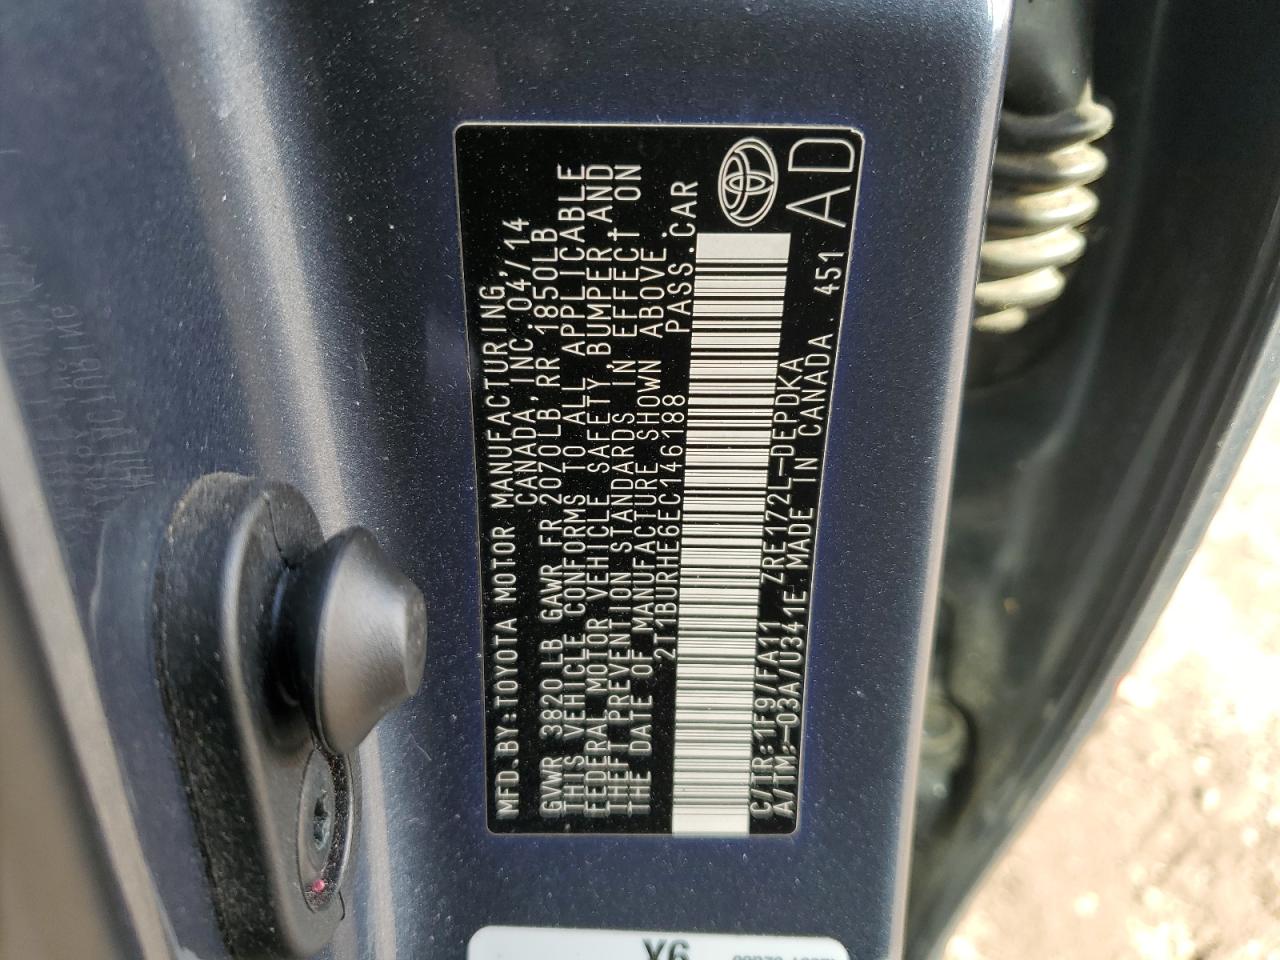 MFD.BY:TOYOTA MOTOR MANUFACTURING,
CANADA,INC.04/14
GVWR 3820LB GAWR FR 2070LB,RR 1850LB
THIS VEHICLE CONFORMS TO ALL APPLICABLE
FEDERAL MOTOR VEHICLE SAFETY,BUMPER,AND
THEFT PREVENTION STANDARDS IN EFFECT ON
THE DATE OF MANUFACTURE SHOWN ABOVE.
2T1BURHE6EC146188 PASS.CAR
C/TR:1F9/FA11 ZRE172L-DEPDKA
A/TM:-03A/U341E MADE IN CANADA 451
AD
Y6